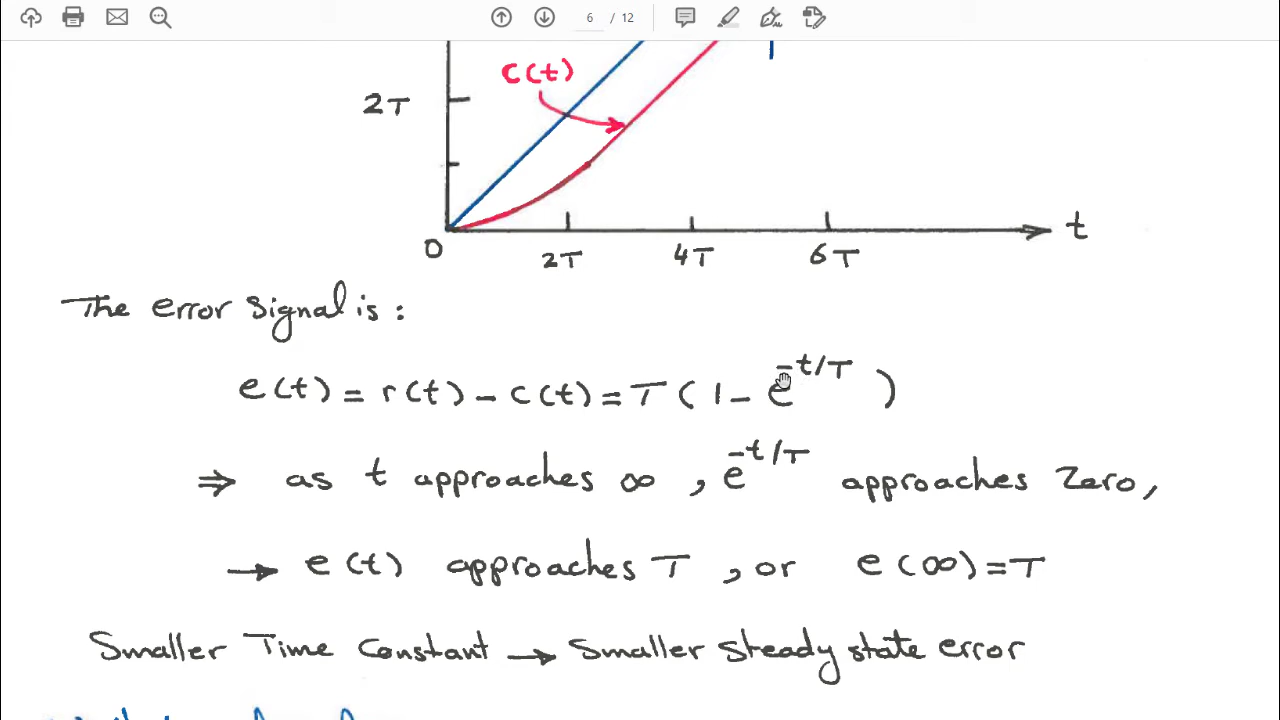 6 / 12
c(t)
2T
t
0
2T 4T 6T
The error signal is:
e(t) = r(t) - c(t) = T(1 - e^{-t/T})
⇒ as t approaches ∞, e^{-t/T} approaches zero,
→ e(t) approaches T, or e(∞) = T
Smaller Time Constant → Smaller steady state error